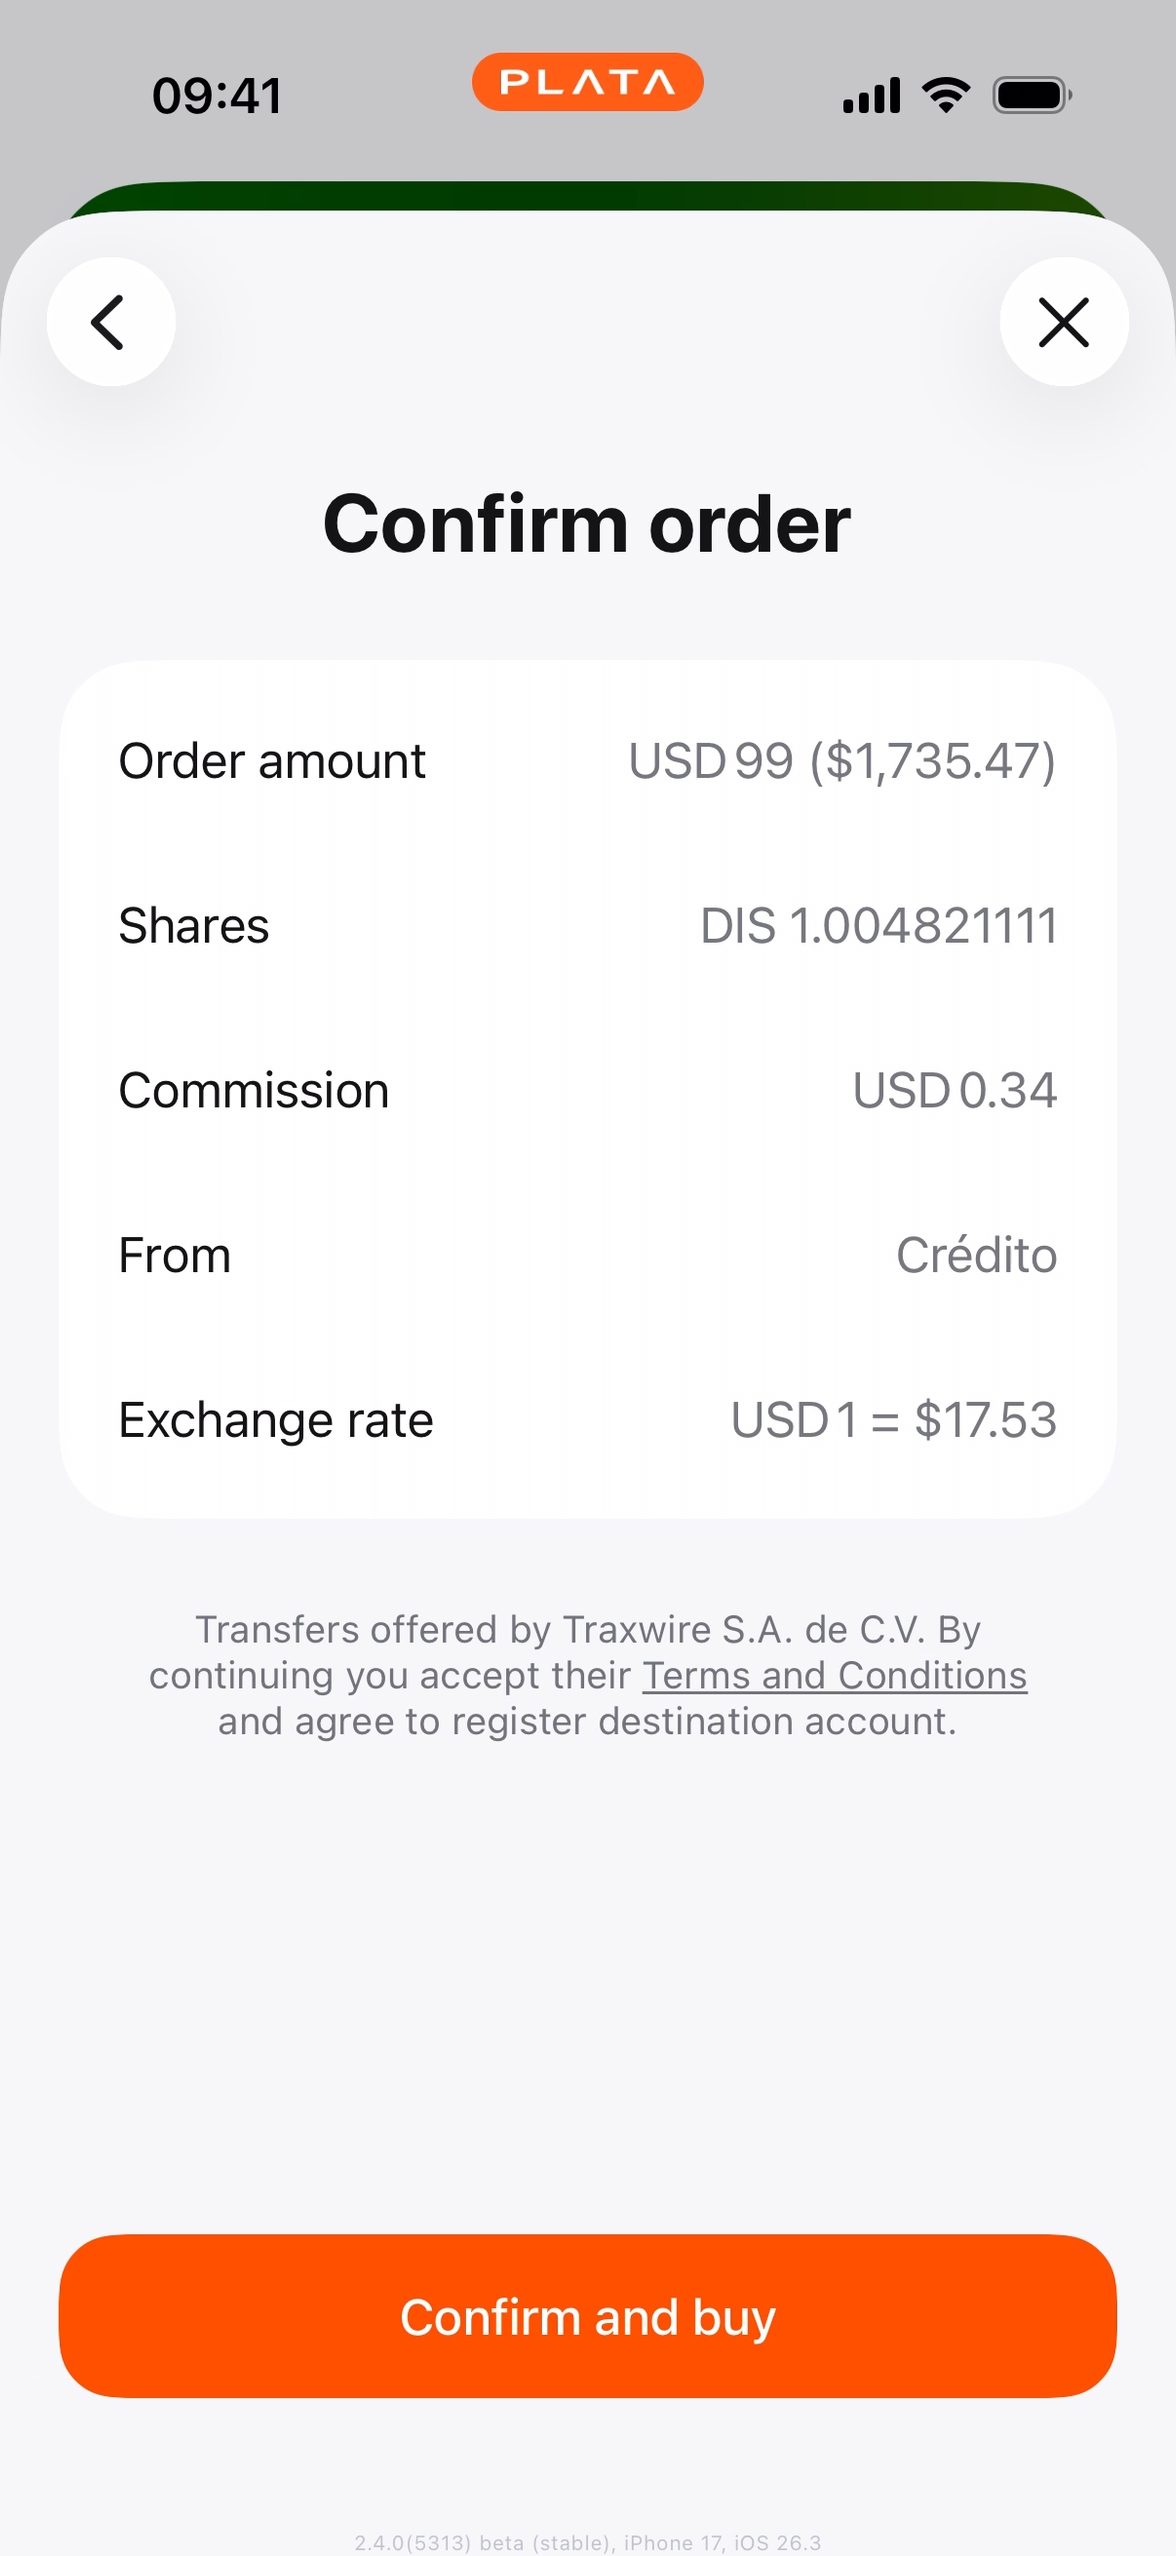 09:41
PLATA
Confirm order
Order amount USD 99 ($1,735.47)
Shares DIS 1.004821111
Commission USD 0.34
From Crédito
Exchange rate USD 1 = $17.53
Transfers offered by Traxwire S.A. de C.V. By
continuing you accept their Terms and Conditions
and agree to register destination account.
Confirm and buy
2.4.0(5313) beta (stable), iPhone 17, iOS 26.3